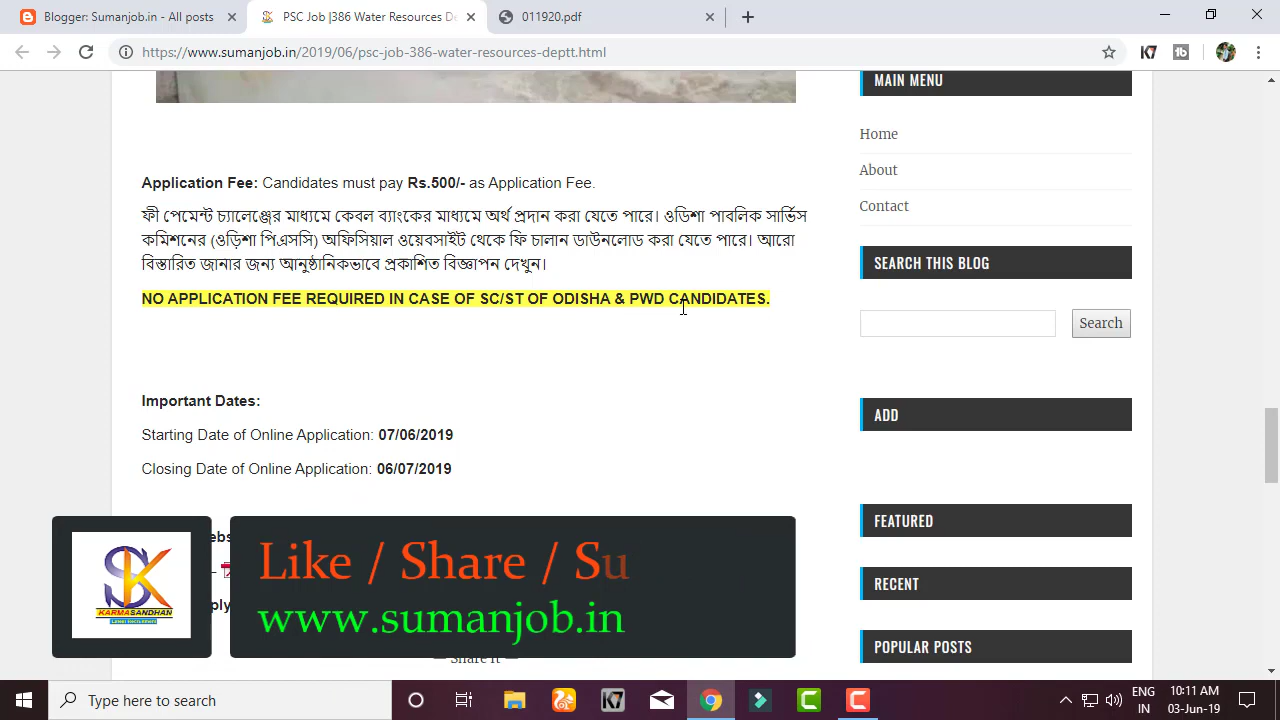 Blogger: Sumanjob.in - All posts
PSC Job |386 Water Resources De
011920.pdf
https://www.sumanjob.in/2019/06/psc-job-386-water-resources-deptt.html
MAIN MENU
Home
About
Contact
Application Fee: Candidates must pay Rs.500/- as Application Fee.
ফী পেমেন্ট চ্যালেঞ্জের মাধ্যমে কেবল ব্যাংকের মাধ্যমে অর্থ প্রদান করা যেতে পারে। ওডিশা পাবলিক সার্ভিস
কমিশনের (ওড়িশা পিএসসি) অফিসিয়াল ওয়েবসাইট থেকে ফি চালান ডাউনলোড করা যেতে পারে। আরো
বিস্তারিত জানার জন্য আনুষ্ঠানিকভাবে প্রকাশিত বিজ্ঞাপন দেখুন।
NO APPLICATION FEE REQUIRED IN CASE OF SC/ST OF ODISHA & PWD CANDIDATES.
SEARCH THIS BLOG
Search
Important Dates:
Starting Date of Online Application: 07/06/2019
Closing Date of Online Application: 06/07/2019
ADD
FEATURED
RECENT
POPULAR POSTS
SK
KARMASANDHAN
Latest Recruitment
Like / Share / Su
www.sumanjob.in
Share It
Type here to search
K7
ENG
IN
10:11 AM
03-Jun-19